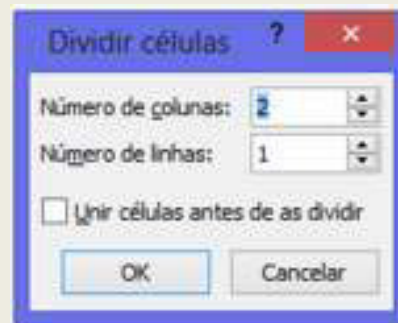 Dividir células ? ×
Número de colunas: 2
Número de linhas: 1
Unir células antes de as dividir
OK Cancelar